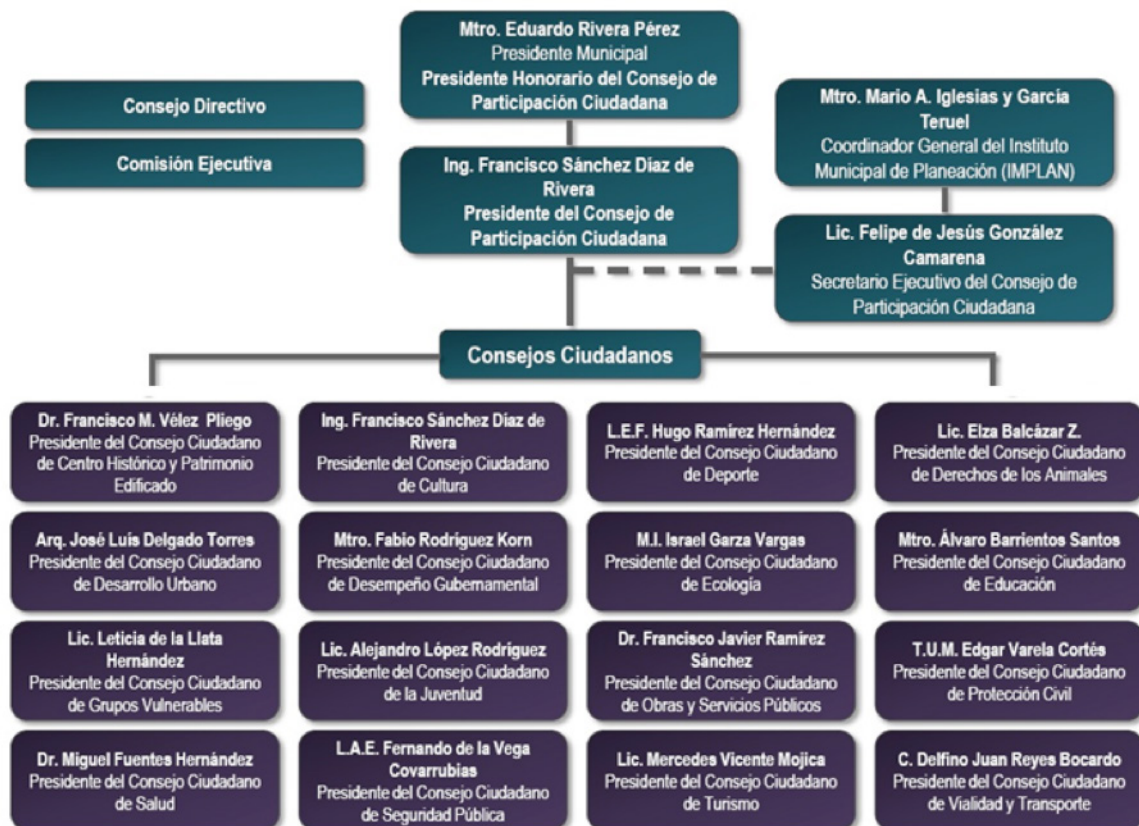 Mtro. Eduardo Rivera Pérez
Presidente Municipal
Presidente Honorario del Consejo de
Participación Ciudadana
Consejo Directivo
Comisión Ejecutiva
Mtro. Mario A. Iglesias y García
Teruel
Coordinador General del Instituto
Municipal de Planeación (IMPLAN)
Ing. Francisco Sánchez Díaz de
Rivera
Presidente del Consejo de
Participación Ciudadana
Lic. Felipe de Jesús González
Camarena
Secretario Ejecutivo del Consejo de
Participación Ciudadana
Consejos Ciudadanos
Dr. Francisco M. Vélez Pliego
Presidente del Consejo Ciudadano
de Centro Histórico y Patrimonio
Edificado
Ing. Francisco Sánchez Díaz de
Rivera
Presidente del Consejo Ciudadano
de Cultura
L.E.F. Hugo Ramírez Hernández
Presidente del Consejo Ciudadano
de Deporte
Lic. Elza Balcázar Z.
Presidente del Consejo Ciudadano
de Derechos de los Animales
Arq. José Luís Delgado Torres
Presidente del Consejo Ciudadano
de Desarrollo Urbano
Mtro. Fabio Rodríguez Korn
Presidente del Consejo Ciudadano
de Desempeño Gubernamental
M.I. Israel Garza Vargas
Presidente del Consejo Ciudadano
de Ecología
Mtro. Álvaro Barrientos Santos
Presidente del Consejo Ciudadano
de Educación
Lic. Leticia de la Llata
Hernández
Presidente del Consejo Ciudadano
de Grupos Vulnerables
Lic. Alejandro López Rodríguez
Presidente del Consejo Ciudadano
de la Juventud
Dr. Francisco Javier Ramírez
Sánchez
Presidente del Consejo Ciudadano
de Obras y Servicios Públicos
T.U.M. Edgar Varela Cortés
Presidente del Consejo Ciudadano
de Protección Civil
Dr. Miguel Fuentes Hernández
Presidente del Consejo Ciudadano
de Salud
L.A.E. Fernando de la Vega
Covarrubias
Presidente del Consejo Ciudadano
de Seguridad Pública
Lic. Mercedes Vicente Mojica
Presidente del Consejo Ciudadano
de Turismo
C. Delfino Juan Reyes Bocardo
Presidente del Consejo Ciudadano
de Vialidad y Transporte